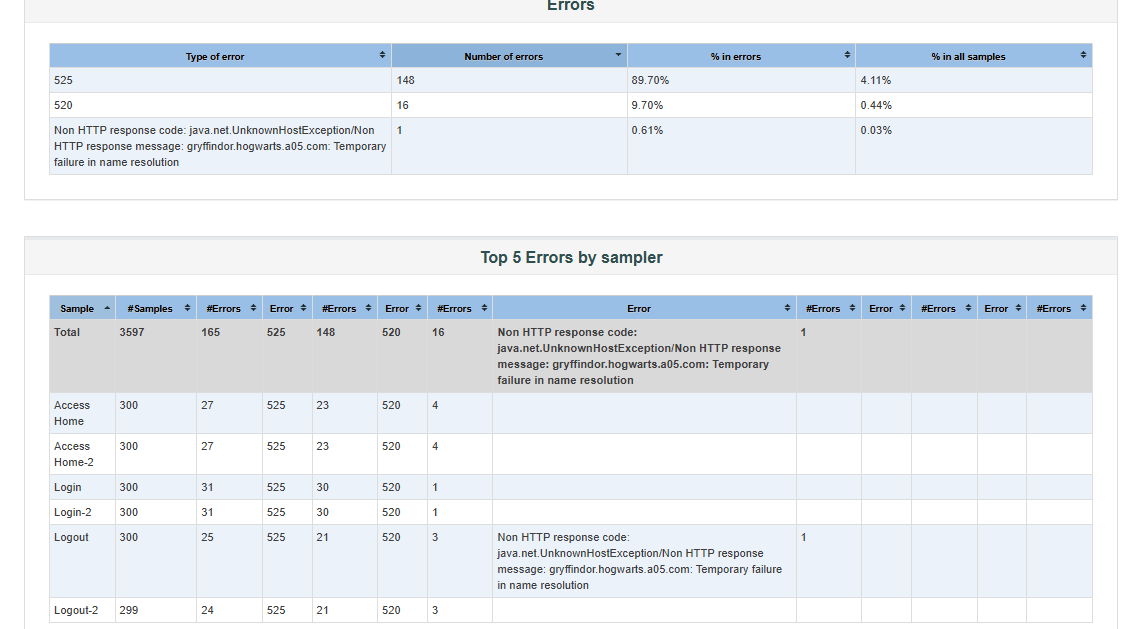 Errors
Type of error Number of errors % in errors % in all samples
525 148 89.70% 4.11%
520 16 9.70% 0.44%
Non HTTP response code: java.net.UnknownHostException/Non 1 0.61% 0.03%
HTTP response message: gryffindor.hogwarts.a05.com: Temporary
failure in name resolution
Top 5 Errors by sampler
Sample #Samples #Errors Error #Errors Error #Errors Error #Errors Error #Errors Error #Errors
Total 3597 165 525 148 520 16 Non HTTP response code: 1
java.net.UnknownHostException/Non HTTP response
message: gryffindor.hogwarts.a05.com: Temporary
failure in name resolution
Access 300 27 525 23 520 4
Home
Access 300 27 525 23 520 4
Home-2
Login 300 31 525 30 520 1
Login-2 300 31 525 30 520 1
Logout 300 25 525 21 520 3 Non HTTP response code: 1
java.net.UnknownHostException/Non HTTP response
message: gryffindor.hogwarts.a05.com: Temporary failure
in name resolution
Logout-2 299 24 525 21 520 3